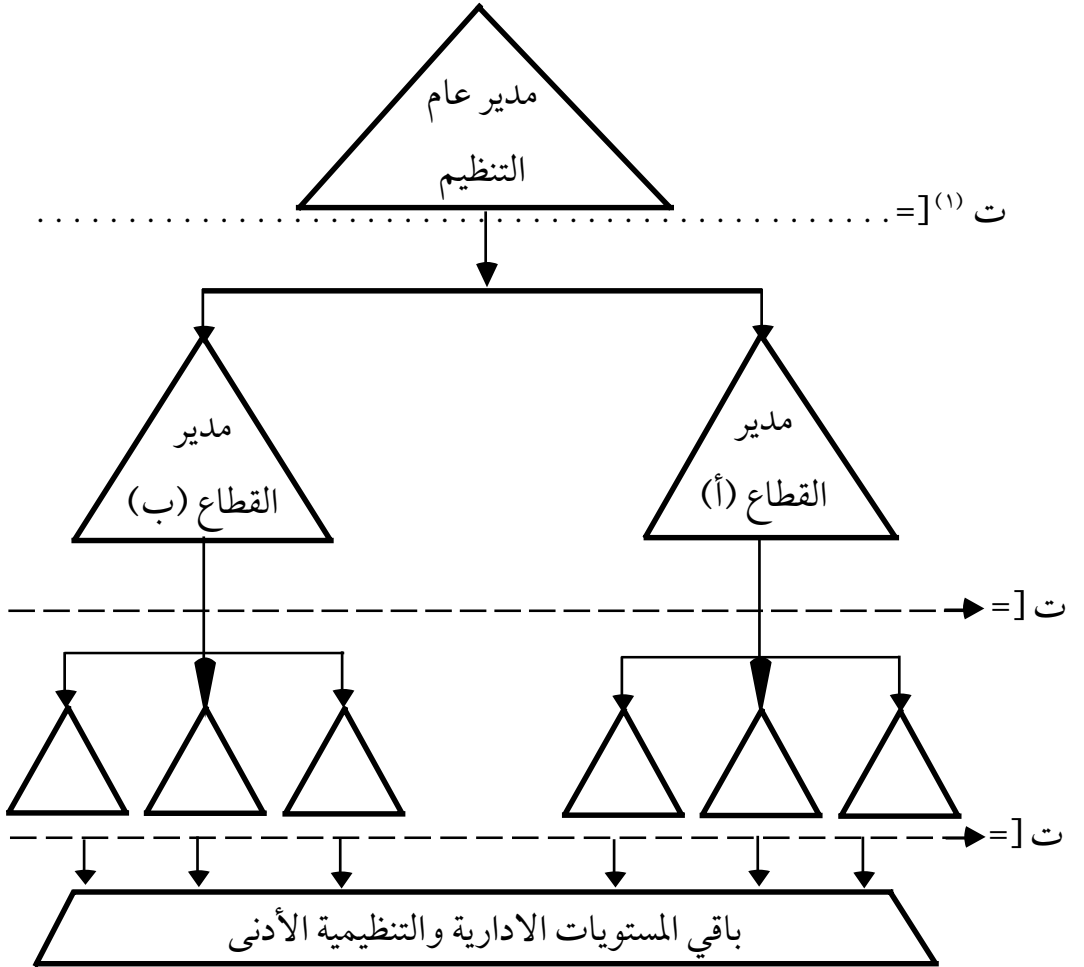 مدير عام
التنظيم
ت (١)[=
مدير
القطاع (أ)
مدير
القطاع (ب)
ت [=
ت [=
باقي المستويات الادارية والتنظيمية الأدنى